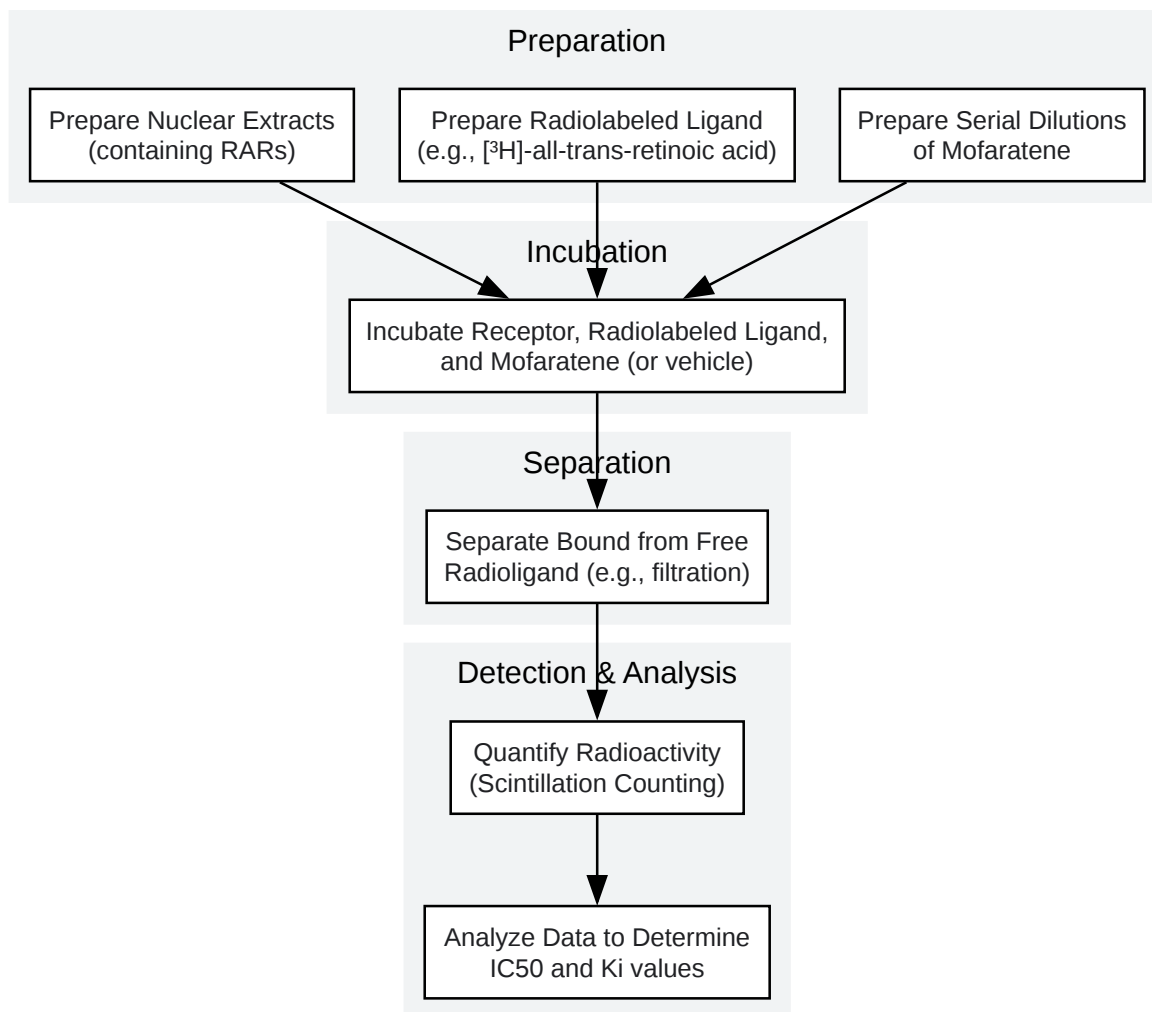 Preparation
Prepare Nuclear Extracts
(containing RARs)
Prepare Radiolabeled Ligand
(e.g., [³H]-all-trans-retinoic acid)
Prepare Serial Dilutions
of Mofaratene
Incubation
Incubate Receptor, Radiolabeled Ligand,
and Mofaratene (or vehicle)
Separation
Separate Bound from Free
Radioligand (e.g., filtration)
Detection & Analysis
Quantify Radioactivity
(Scintillation Counting)
Analyze Data to Determine
IC50 and Ki values